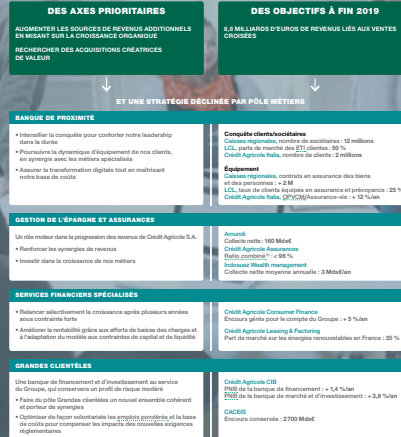 DES AXES PRIORITAIRES
AUGMENTER LES SOURCES DE REVENUS ADDITIONNELS
EN MISANT SUR LA CROISSANCE ORGANIQUE
RECHERCHER DES ACQUISITIONS CRÉATRICES
DE VALEUR
DES OBJECTIFS À FIN 2019
8,8 MILLIARDS D'EUROS DE REVENUS LIÉS AUX VENTES
CROISÉES
ET UNE STRATÉGIE DÉCLINÉE PAR PÔLE MÉTIERS
BANQUE DE PROXIMITÉ
• Intensifier la conquête pour conforter notre leadership
dans la durée
• Poursuivre la dynamique d'équipement de nos clients,
en synergie avec les métiers spécialisés
• Assurer la transformation digitale tout en maîtrisant
notre base de coûts
Conquête clients/sociétaires
Caisses régionales, nombre de sociétaires : 12 millions
LCL, parts de marché des ETI clientes : 50 %
Crédit Agricole Italia, nombre de clients : 2 millions
Équipement
Caisses régionales, contrats en assurance des biens
et des personnes : + 2 M
LCL, taux de clients équipés en assurance et prévoyance : 25 %
Crédit Agricole Italia, OPVCM/Assurance-vie : + 12 %/an
GESTION DE L'ÉPARGNE ET ASSURANCES
Un rôle moteur dans la progression des revenus de Crédit Agricole S.A.
• Renforcer les synergies de revenus
• Investir dans la croissance de nos métiers
Amundi
Collecte nette : 160 Mds€
Crédit Agricole Assurances
Ratio combiné⁽¹⁾ : < 96 %
Indosuez Wealth management
Collecte nette moyenne annuelle : 3 Mds€/an
SERVICES FINANCIERS SPÉCIALISÉS
• Relancer sélectivement la croissance après plusieurs années
sous contrainte forte
• Améliorer la rentabilité grâce aux efforts de baisse des charges et
à l'adaptation du modèle aux contraintes de capital et de liquidité
Crédit Agricole Consumer Finance
Encours gérés pour le compte du Groupe : + 5 %/an
Crédit Agricole Leasing & Factoring
Part de marché sur les énergies renouvelables en France : 35 %
GRANDES CLIENTÈLES
Une banque de financement et d'investissement au service
du Groupe, qui conservera un profil de risque modéré
• Faire du pôle Grandes clientèles un nouvel ensemble cohérent
et porteur de synergies
• Optimiser de façon volontariste les emplois pondérés et la base
de coûts pour compenser les impacts des nouvelles exigences
réglementaires
Crédit Agricole CIB
PNB de la banque de financement : + 1,4 %/an
PNB de la banque de marché et d'investissement : + 3,8 %/an
CACEIS
Encours conservés : 2 700 Mds€